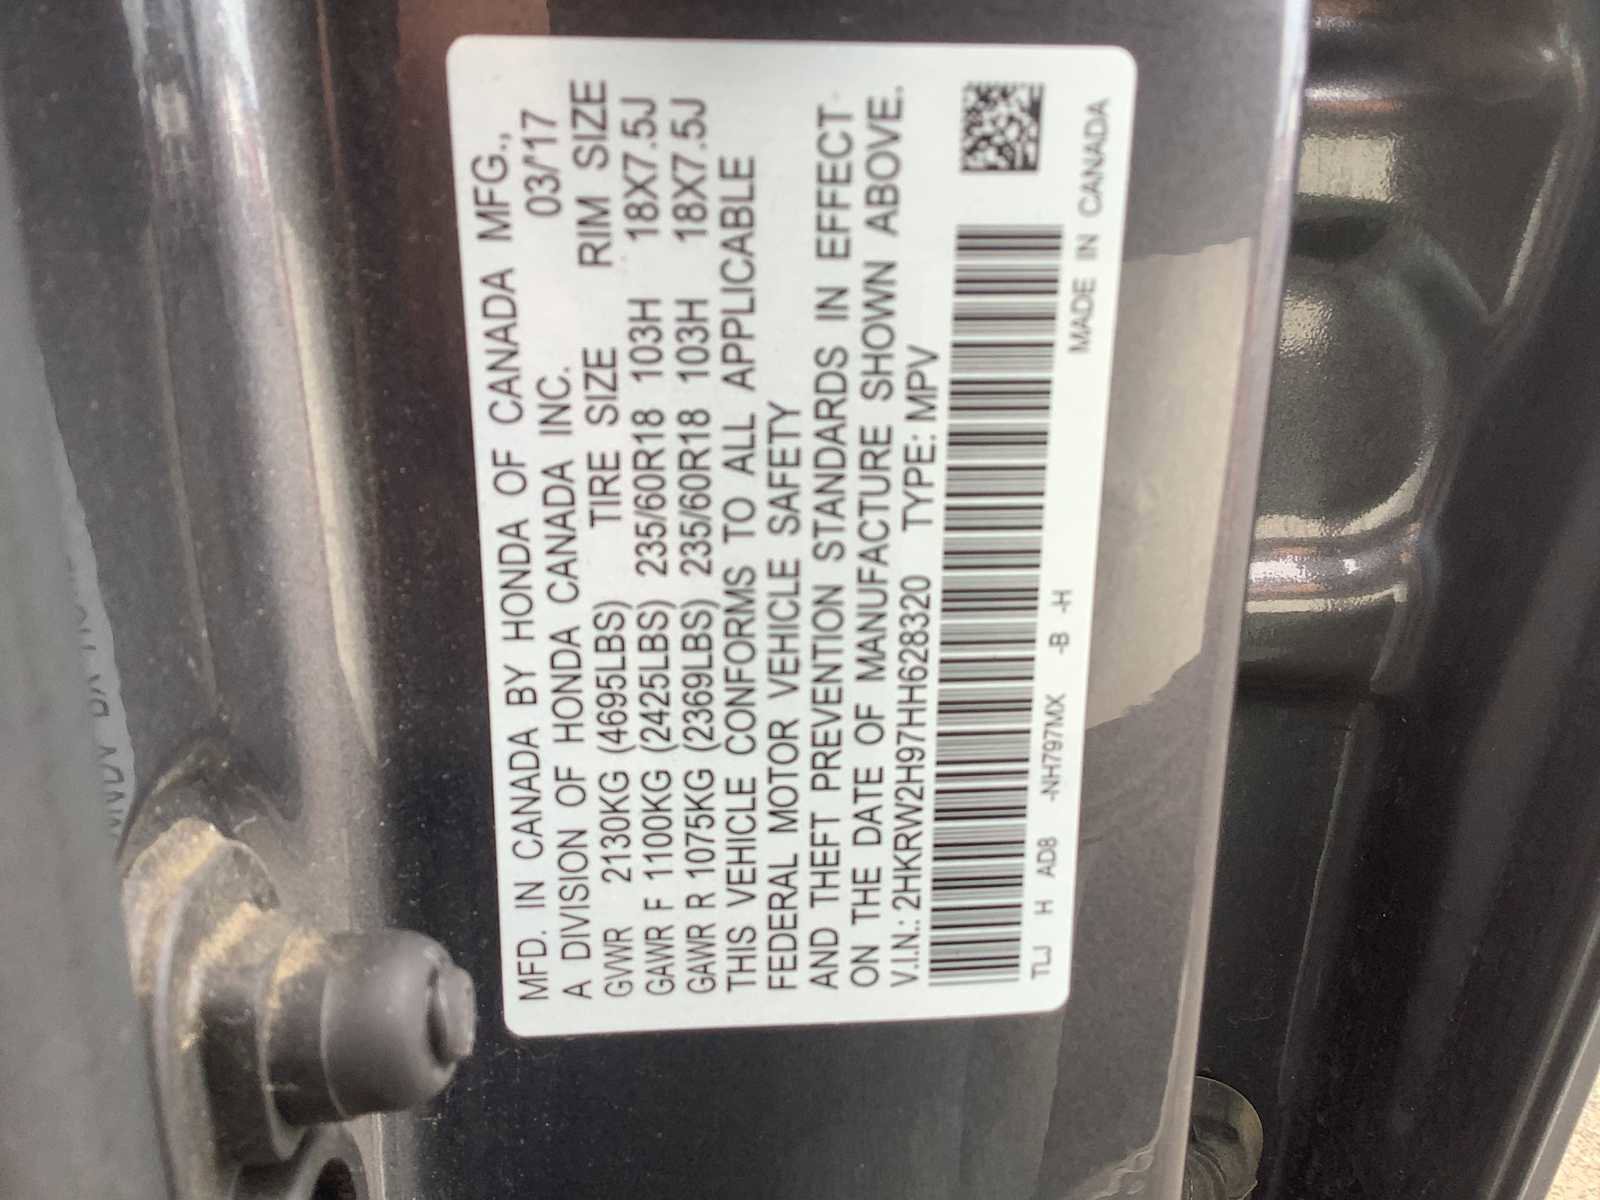 MFD. IN CANADA BY HONDA OF CANADA MFG.,
A DIVISION OF HONDA CANADA INC. 03/'17
GVWR 2130KG (4695LBS) TIRE SIZE RIM SIZE
GAWR F 1100KG (2425LBS) 235/60R18 103H 18X7.5J
GAWR R 1075KG (2369LBS) 235/60R18 103H 18X7.5J
THIS VEHICLE CONFORMS TO ALL APPLICABLE
FEDERAL MOTOR VEHICLE SAFETY
AND THEFT PREVENTION STANDARDS IN EFFECT
ON THE DATE OF MANUFACTURE SHOWN ABOVE.
V.I.N.: 2HKRW2H97HH628320 TYPE: MPV
TLJ H AD8 -NH797MX -B -H MADE IN CANADA